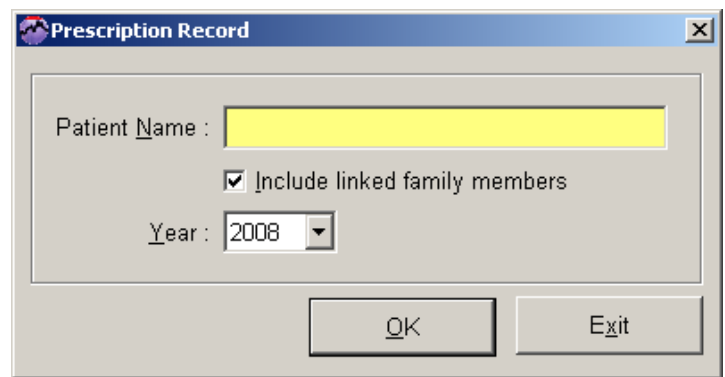 Prescription Record
Patient Name :
Include linked family members
Year : 2008
OK Exit